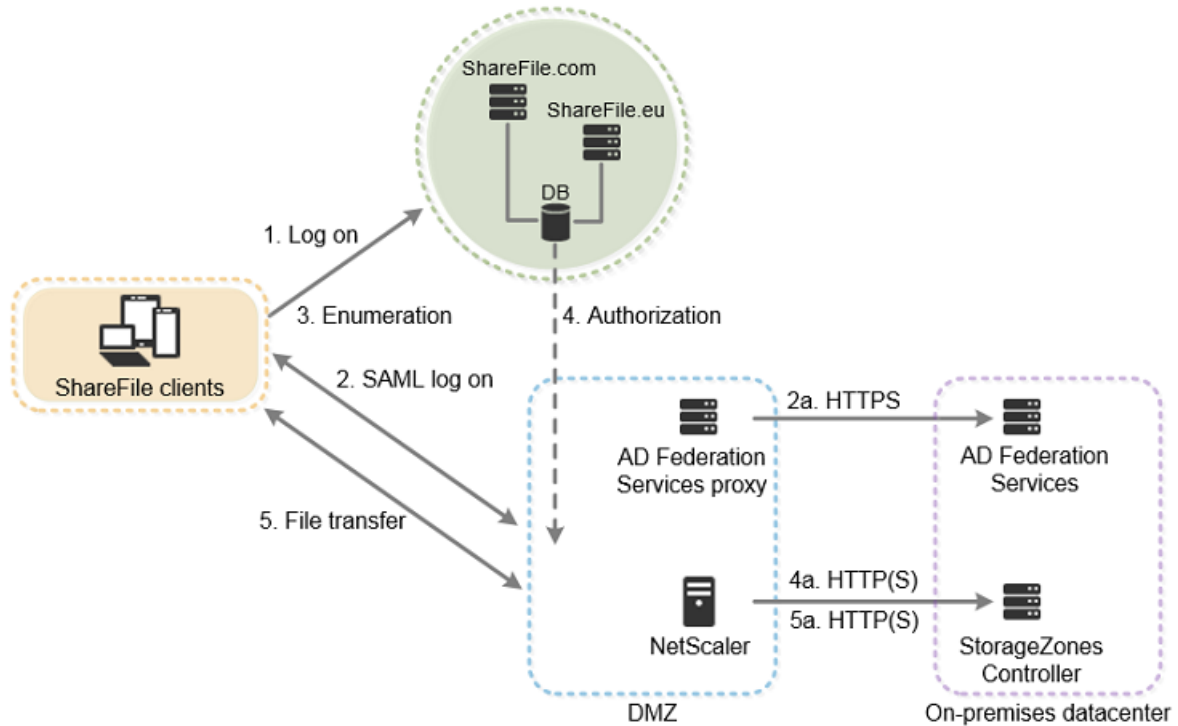 ShareFile.com
ShareFile.eu
DB
1. Log on
3. Enumeration
4. Authorization
ShareFile clients
2. SAML log on
2a. HTTPS
AD Federation
Services proxy
AD Federation
Services
5. File transfer
4a. HTTP(S)
5a. HTTP(S)
NetScaler
StorageZones
Controller
DMZ
On-premises datacenter